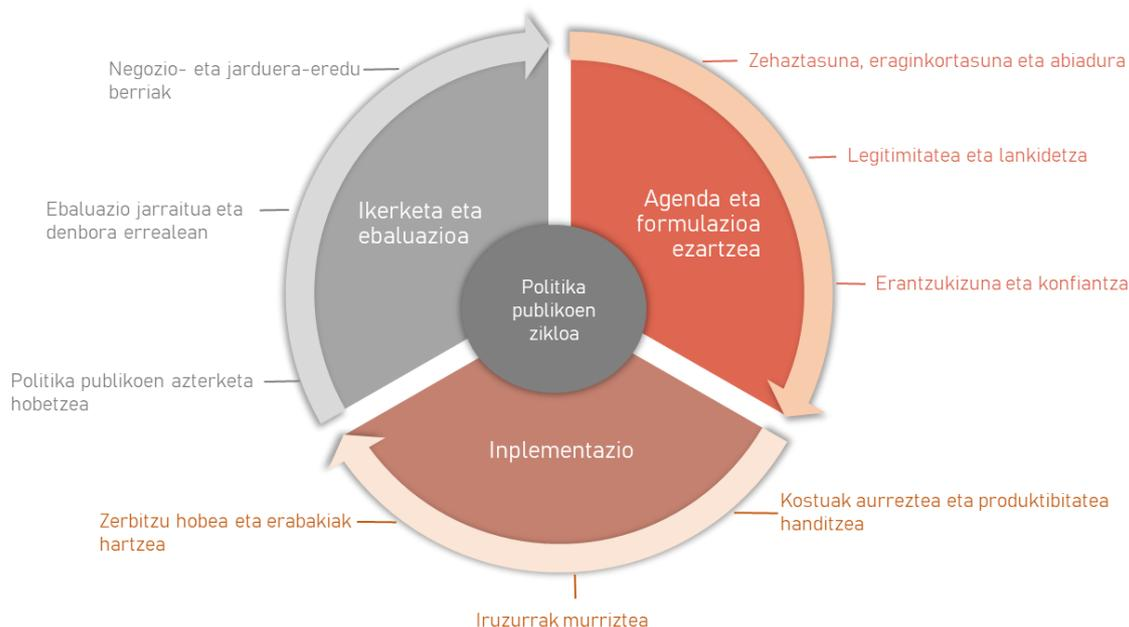 Negozio- eta jarduera-eredu
berriak
Ebaluazio jarraitua eta
denbora errealean
Politika publikoen azterketa
hobetzea
Ikerketa eta
ebaluazioa
Politika
publikoen
zikloa
Agenda eta
formulazioa
ezartzea
Zehaztasuna, eraginkortasuna eta abiadura
Legitimitatea eta lankidetza
Erantzukizuna eta konfiantza
Inplementazio
Kostuak aurreztea eta produktibitatea
handitzea
Iruzurrak murriztea
Zerbitzu hobea eta erabakiak
hartzea